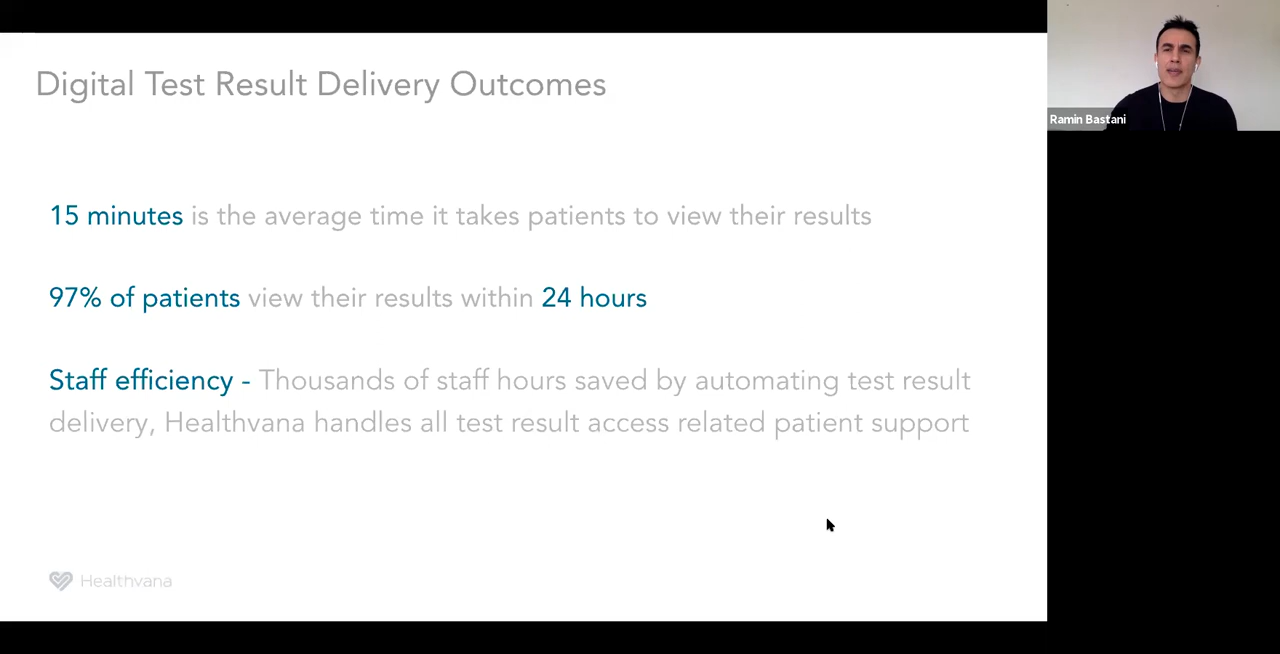 Digital Test Result Delivery Outcomes
Ramin Bastani
15 minutes is the average time it takes patients to view their results
97% of patients view their results within 24 hours
Staff efficiency - Thousands of staff hours saved by automating test result
delivery, Healthvana handles all test result access related patient support
Healthvana